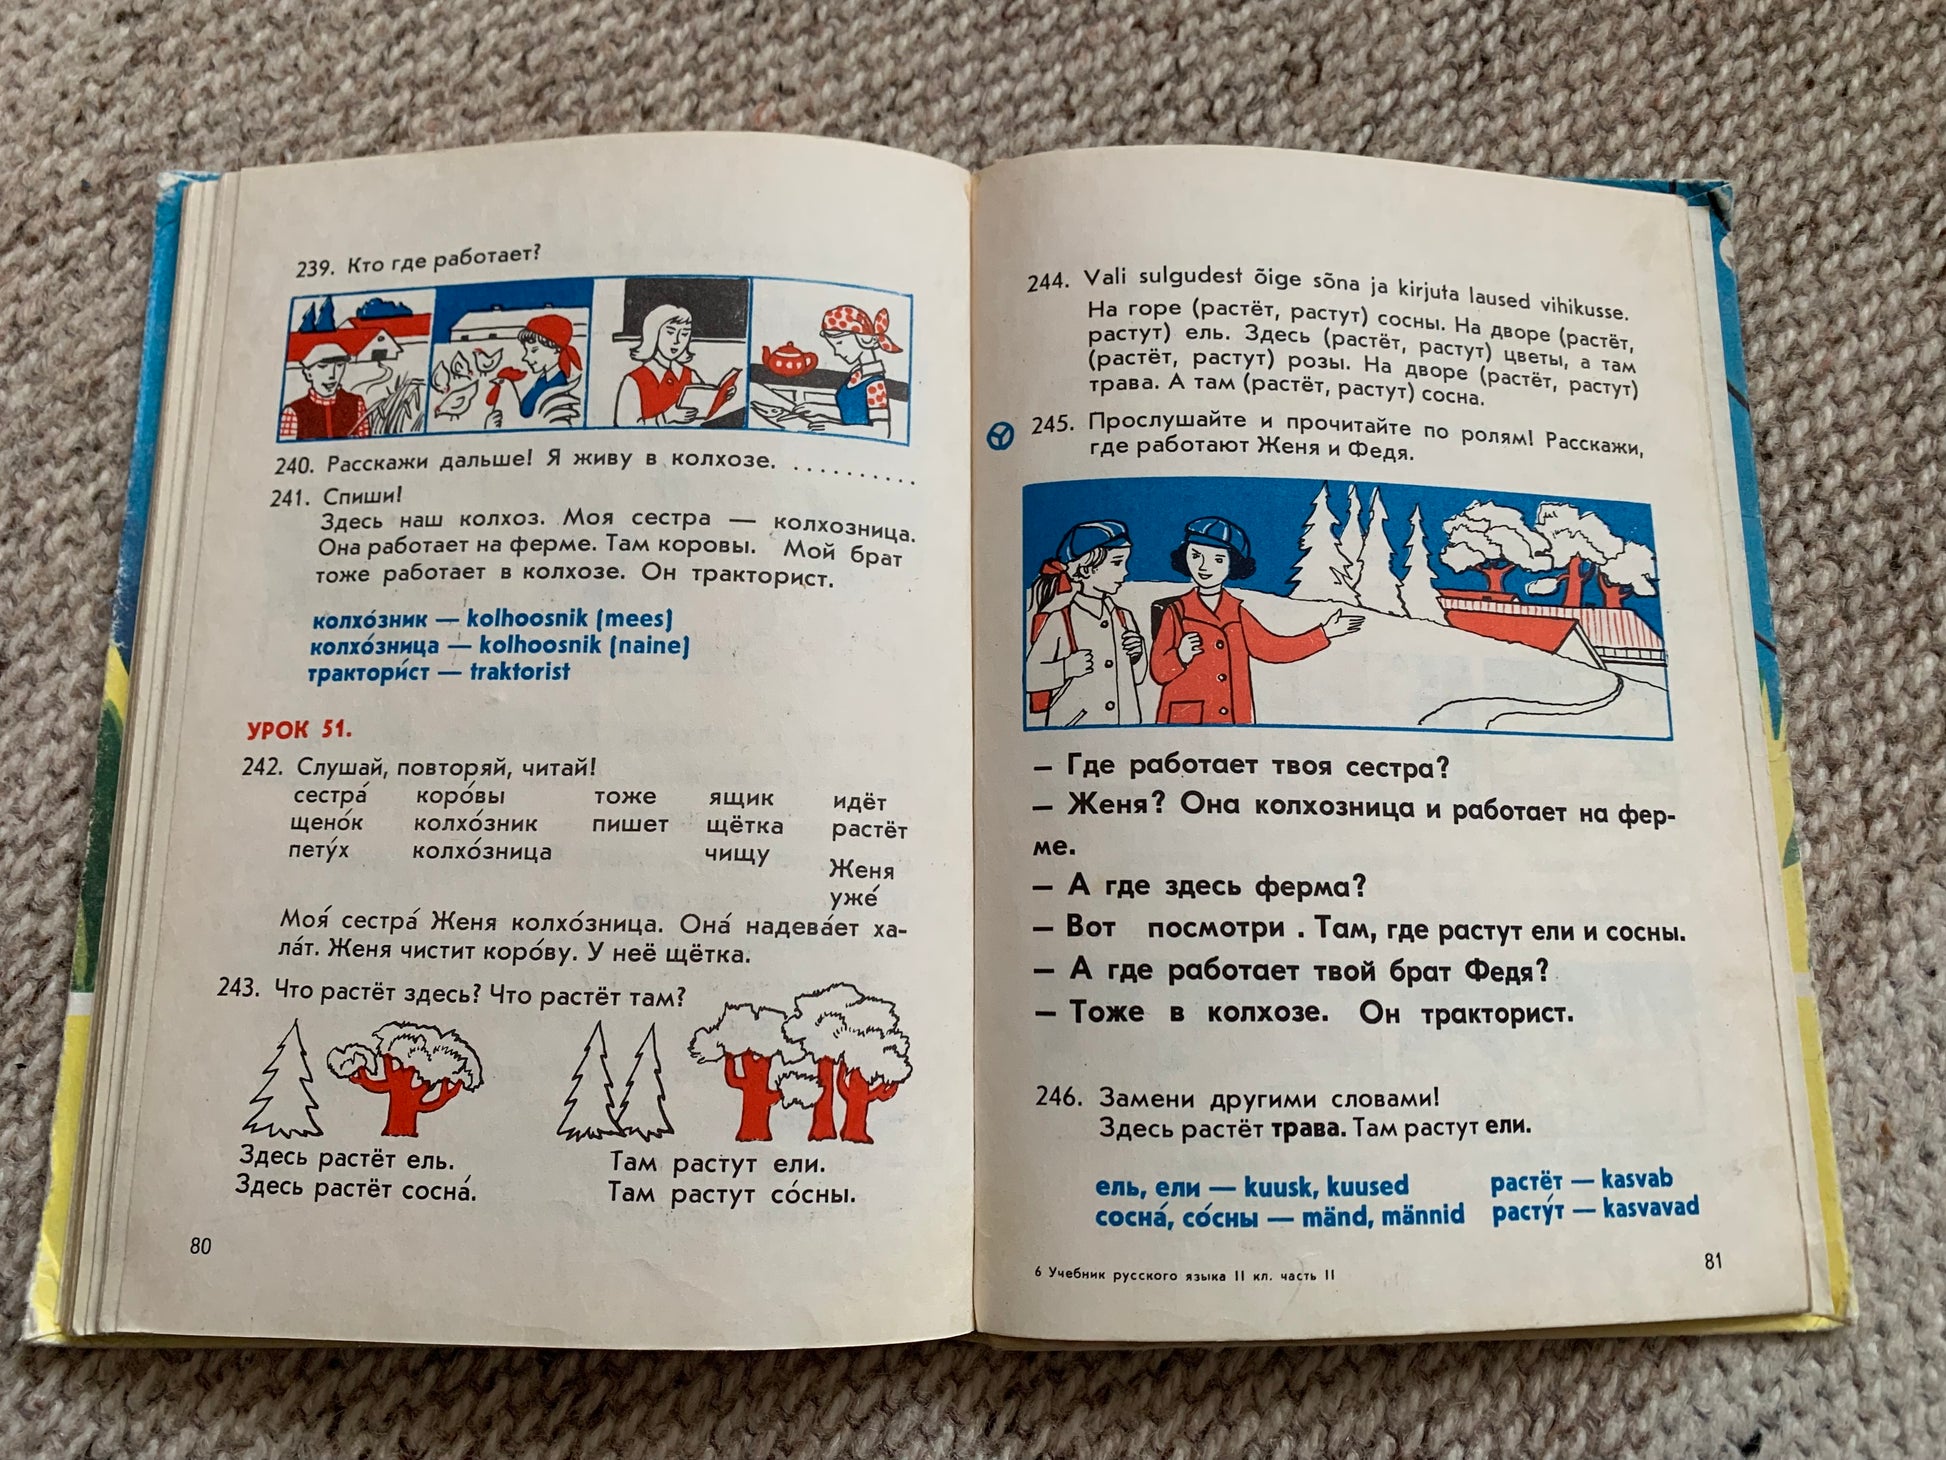 239. Кто где работает?
240. Расскажи дальше! Я живу в колхозе. ..........
241. Спиши!
Здесь наш колхоз. Моя сестра — колхозница.
Она работает на ферме. Там коровы. Мой брат
тоже работает в колхозе. Он тракторист.
колхо́зник — kolhoosnik (mees)
колхо́зница — kolhoosnik (naine)
трактори́ст — traktorist
УРОК 51.
242. Слушай, повторяй, читай!
сестра́ коро́вы тоже ящик идёт
щено́к колхо́зник пишет щётка растёт
пету́х колхо́зница чищу
Женя
уже́
Моя́ сестра́ Женя колхо́зница. Она́ надева́ет ха-
ла́т. Женя чистит коро́ву. У неё щётка.
243. Что растёт здесь? Что растёт там?
Здесь растёт ель.
Здесь растёт сосна́.
Там растут ели.
Там растут со́сны.
80
244. Vali sulgudest õige sõna ja kirjuta laused vihikusse.
На горе (растёт, растут) сосны. На дворе (растёт,
растут) ель. Здесь (растёт, растут) цветы, а там
(растёт, растут) розы. На дворе (растёт, растут)
трава. А там (растёт, растут) сосна.
245. Прослушайте и прочитайте по ролям! Расскажи,
где работают Женя и Федя.
— Где работает твоя сестра?
— Женя? Она колхозница и работает на фер-
ме.
— А где здесь ферма?
— Вот посмотри . Там, где растут ели и сосны.
— А где работает твой брат Федя?
— Тоже в колхозе. Он тракторист.
246. Замени другими словами!
Здесь растёт трава. Там растут ели.
ель, ели — kuusk, kuused растёт — kasvab
сосна́, со́сны — mänd, männid расту́т — kasvavad
6 Учебник русского языка II кл. часть II
81